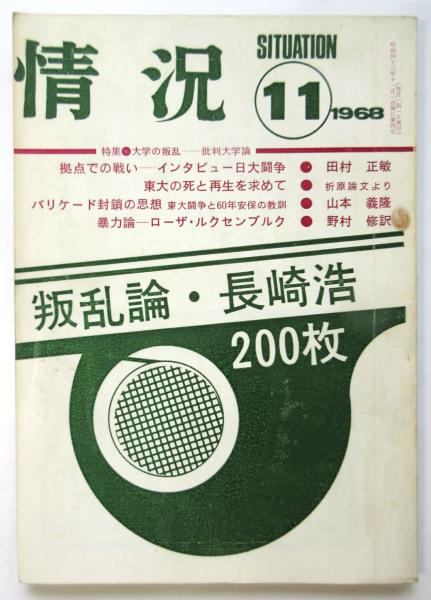 情況
SITUATION
11
1968
特集●大学の叛乱——批判大学論
拠点での戦い——インタビュー日大闘争 ● 田村 正敏
東大の死と再生を求めて ● 折原論文より
バリケード封鎖の思想 東大闘争と60年安保の教訓 ● 山本 義隆
暴力論——ローザ・ルクセンブルク ● 野村 修訳
叛乱論・長崎浩
200枚